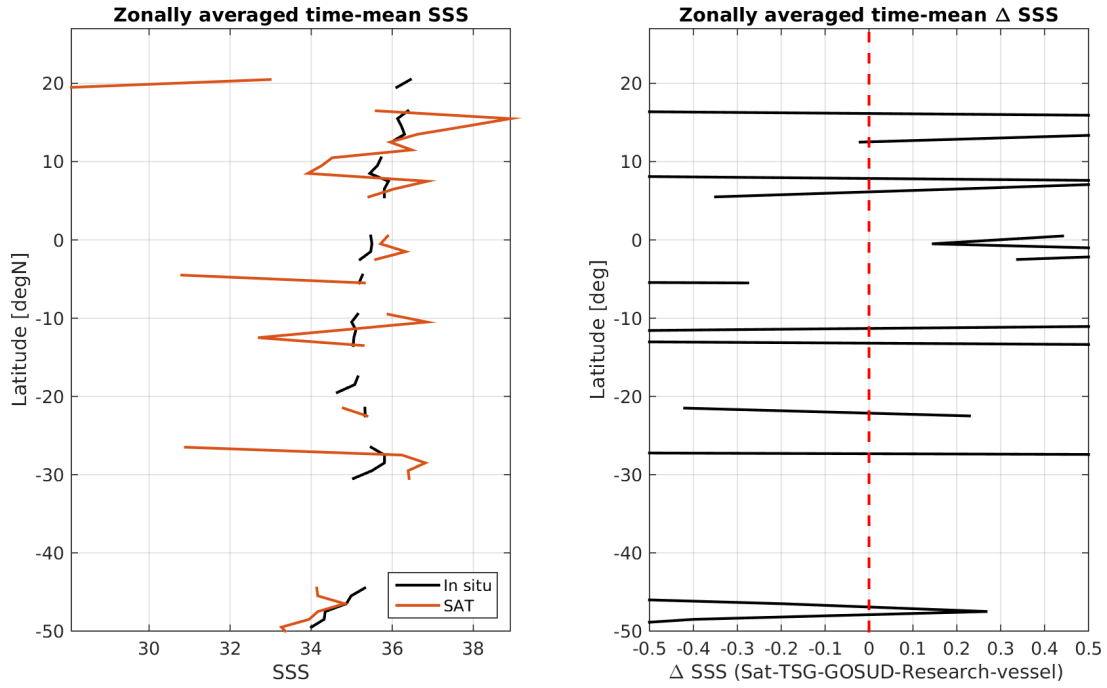 Zonally averaged time-mean SSS
20
10
0
-10
-20
-30
-40
-50
30
32
34
36
38
Latitude [degN]
SSS
In situ
SAT
Zonally averaged time-mean Δ SSS
20
10
0
-10
-20
-30
-40
-50
-0.5 -0.4 -0.3 -0.2 -0.1 0 0.1 0.2 0.3 0.4 0.5
Latitude [deg]
Δ SSS (Sat-TSG-GOSUD-Research-vessel)